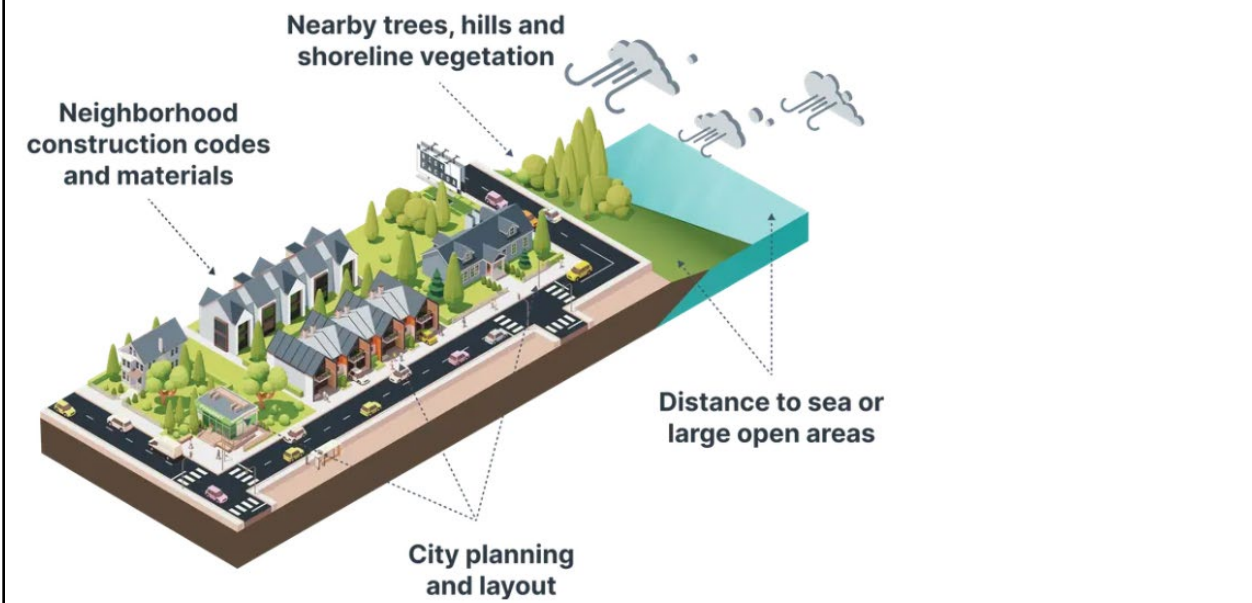 Nearby trees, hills and
shoreline vegetation
Neighborhood
construction codes
and materials
Distance to sea or
large open areas
City planning
and layout